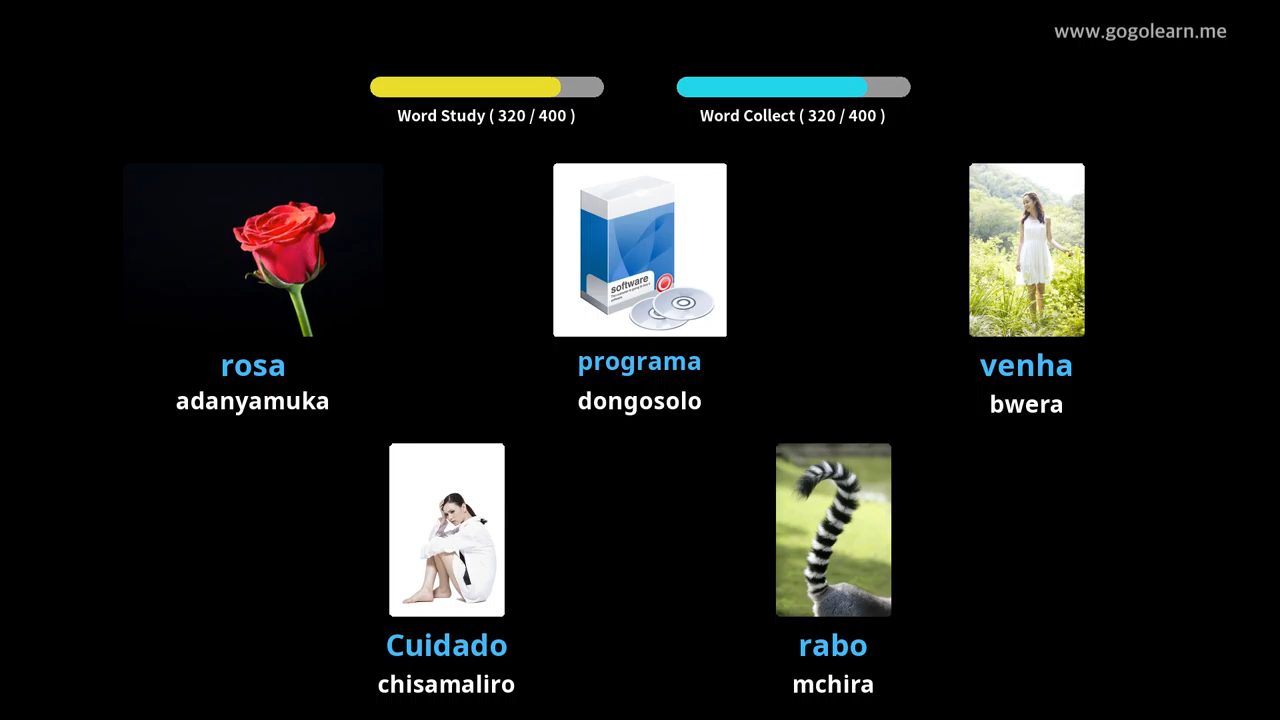 www.gogolearn.me
Word Study ( 320 / 400 )
Word Collect ( 320 / 400 )
software
rosa
adanyamuka
programa
dongosolo
venha
bwera
Cuidado
chisamaliro
rabo
mchira